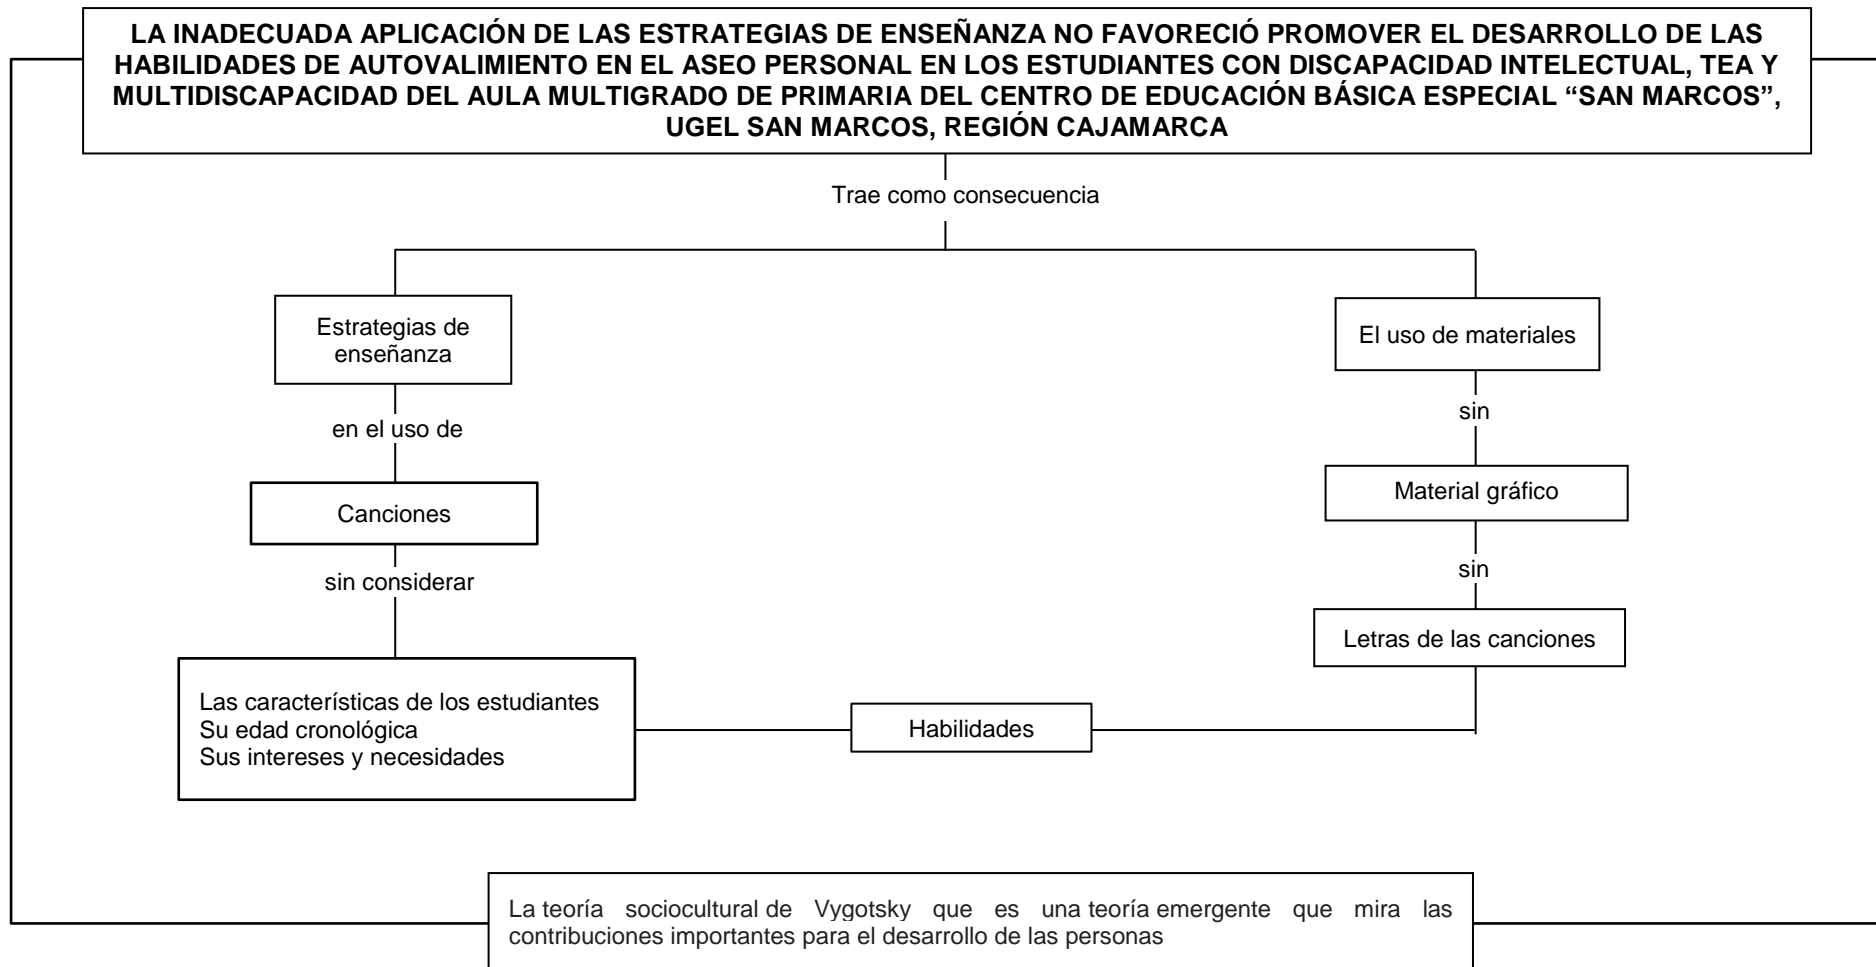 LA INADECUADA APLICACIÓN DE LAS ESTRATEGIAS DE ENSEÑANZA NO FAVORECIÓ PROMOVER EL DESARROLLO DE LAS
HABILIDADES DE AUTOVALIMIENTO EN EL ASEO PERSONAL EN LOS ESTUDIANTES CON DISCAPACIDAD INTELECTUAL, TEA Y
MULTIDISCAPACIDAD DEL AULA MULTIGRADO DE PRIMARIA DEL CENTRO DE EDUCACIÓN BÁSICA ESPECIAL “SAN MARCOS”,
UGEL SAN MARCOS, REGIÓN CAJAMARCA
Trae como consecuencia
Estrategias de
enseñanza
en el uso de
Canciones
sin considerar
Las características de los estudiantes
Su edad cronológica
Sus intereses y necesidades
El uso de materiales
sin
Material gráfico
sin
Letras de las canciones
Habilidades
La teoría sociocultural de Vygotsky que es una teoría emergente que mira las
contribuciones importantes para el desarrollo de las personas